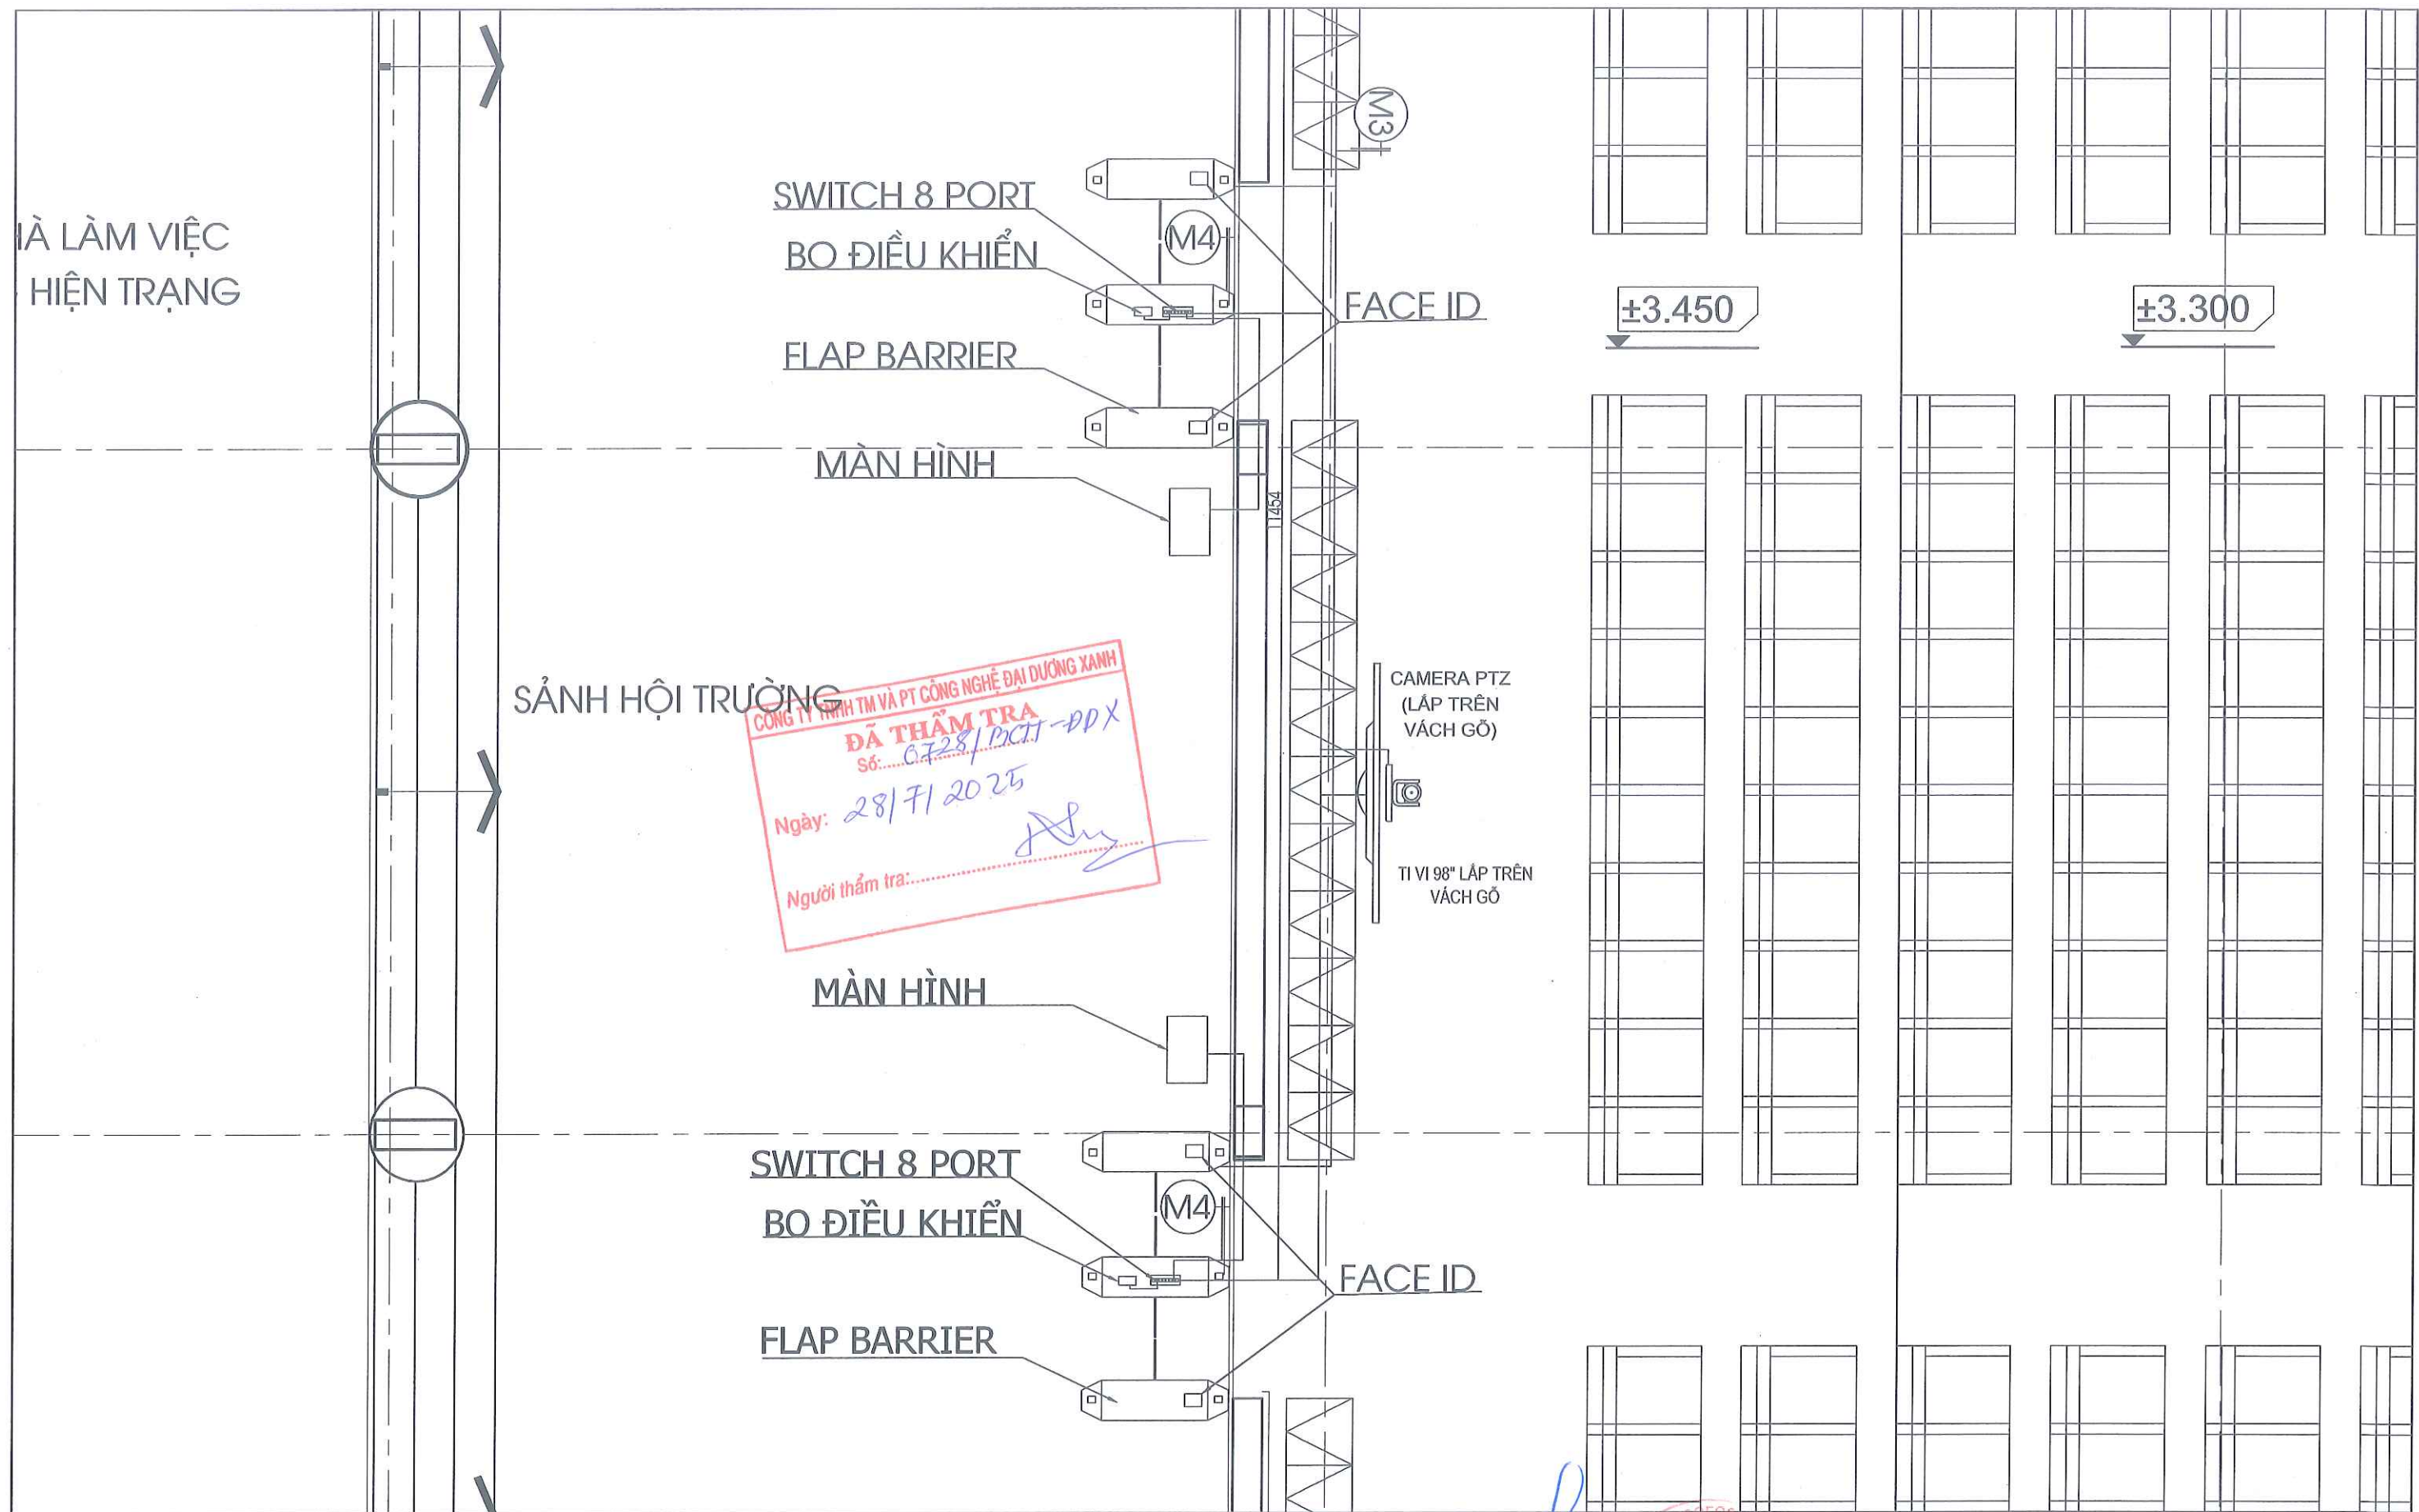 M3
SWITCH 8 PORT
M4
BO ĐIỀU KHIỂN
FLAP BARRIER
FACE ID
MÀN HÌNH
IÀ LÀM VIỆC
HIỆN TRẠNG
±3.450
±3.300
11454
SẢNH HỘI TRƯỜNG
CÔNG TY TNHH TM VÀ PT CÔNG NGHỆ ĐẠI DƯƠNG XANH
ĐÃ THẨM TRA
Số: 0728/BCTT-DDX
Ngày: 28/7/2025
Người thẩm tra:
CAMERA PTZ
(LẮP TRÊN
VÁCH GỖ)
TI VI 98" LẮP TRÊN
VÁCH GỖ
MÀN HÌNH
SWITCH 8 PORT
M4
BO ĐIỀU KHIỂN
FACE ID
FLAP BARRIER